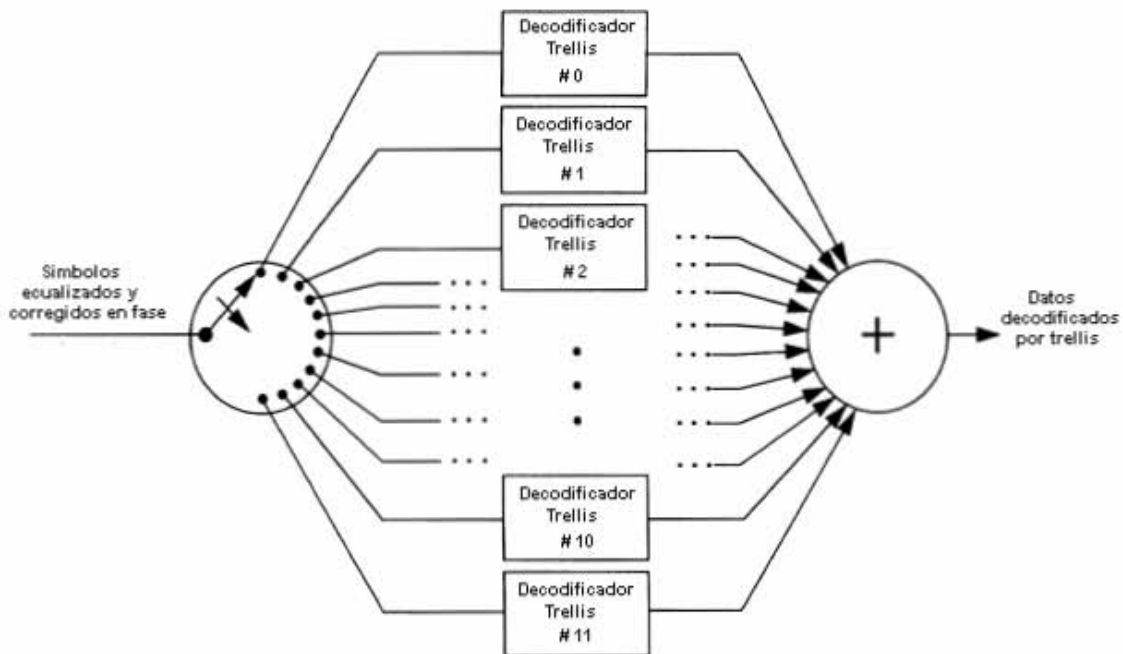 Decodificador
Trellis
#0
Decodificador
Trellis
#1
Decodificador
Trellis
#2
Simbolos
ecualizados y
corregidos en fase
+
Datos
decodificados
por trellis
Decodificador
Trellis
#10
Decodificador
Trellis
#11